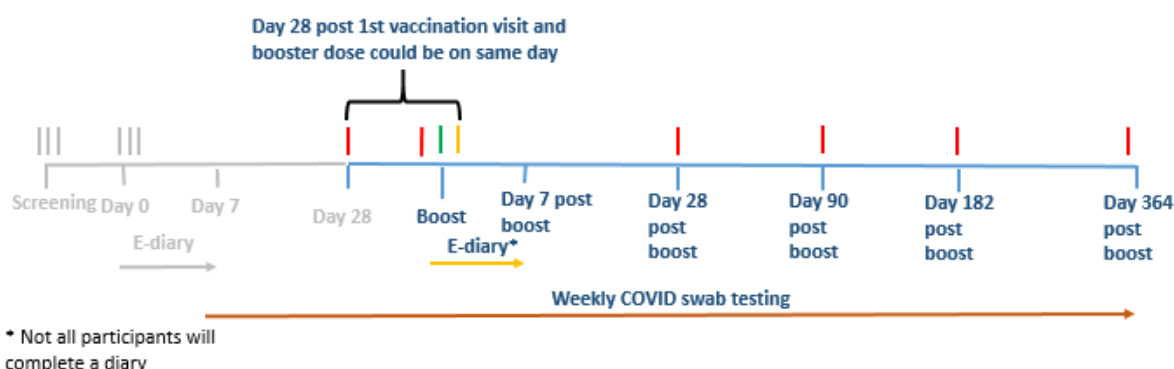 Day 28 post 1st vaccination visit and
booster dose could be on same day
Screening
Day 0
Day 7
Day 28
Boost
Day 7 post
boost
Day 28
post
boost
Day 90
post
boost
Day 182
post
boost
Day 364
post
boost
E-diary
E-diary*
Weekly COVID swab testing
* Not all participants will
complete a diary